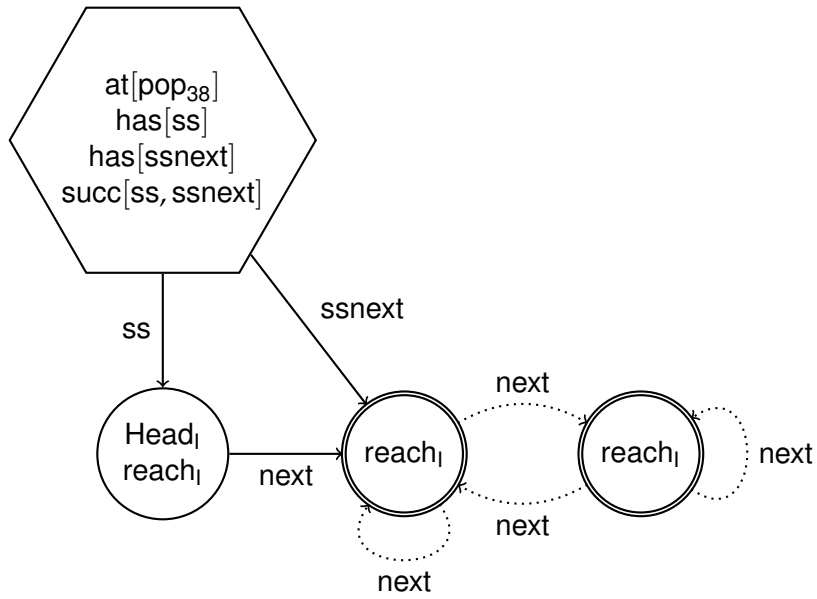 at[pop₃₈]
has[ss]
has[ssnext]
succ[ss, ssnext]
ssnext
ss
next
Headₗ
reachₗ
next
reachₗ
next
reachₗ
next
next
next